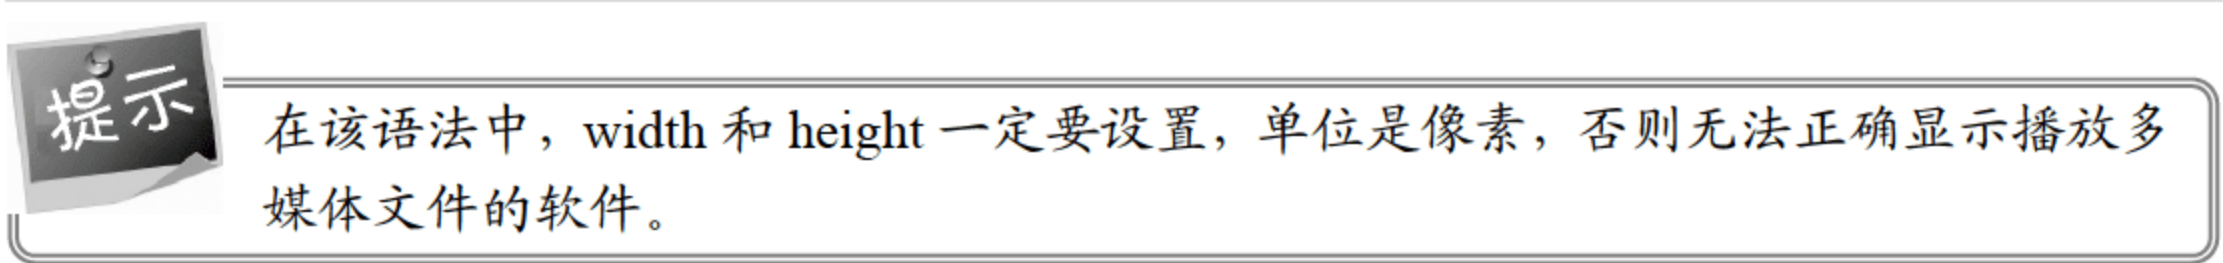 提示
在该语法中，width 和 height 一定要设置，单位是像素，否则无法正确显示播放多
媒体文件的软件。